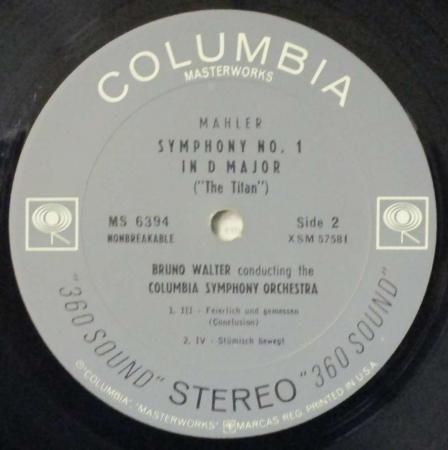 COLUMBIA
MASTERWORKS
MAHLER
SYMPHONY NO. 1
IN D MAJOR
("The Titan")
MS 6394
NONBREAKABLE
Side 2
XSM 57581
BRUNO WALTER conducting the
COLUMBIA SYMPHONY ORCHESTRA
1. III - Feierlich und gemessen
(Conclusion)
2. IV - Stümisch bewegt
"360 SOUND" STEREO "360 SOUND"
® "COLUMBIA" "MASTERWORKS" MARCAS REG. PRINTED IN U.S.A.